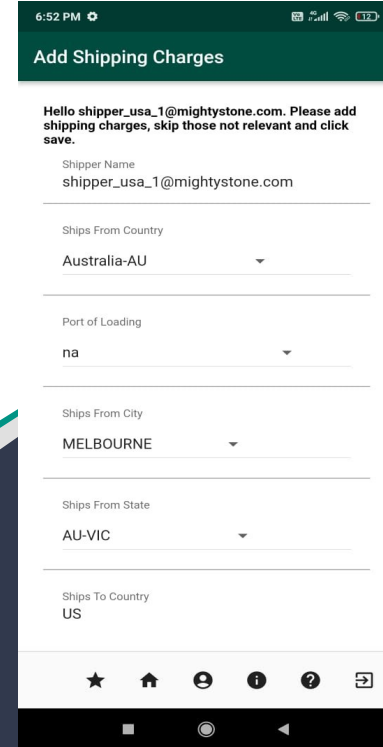 6:52 PM
4G
12
Add Shipping Charges
Hello shipper_usa_1@mightystone.com. Please add
shipping charges, skip those not relevant and click
save.
Shipper Name
shipper_usa_1@mightystone.com
Ships From Country
Australia-AU
Port of Loading
na
Ships From City
MELBOURNE
Ships From State
AU-VIC
Ships To Country
US